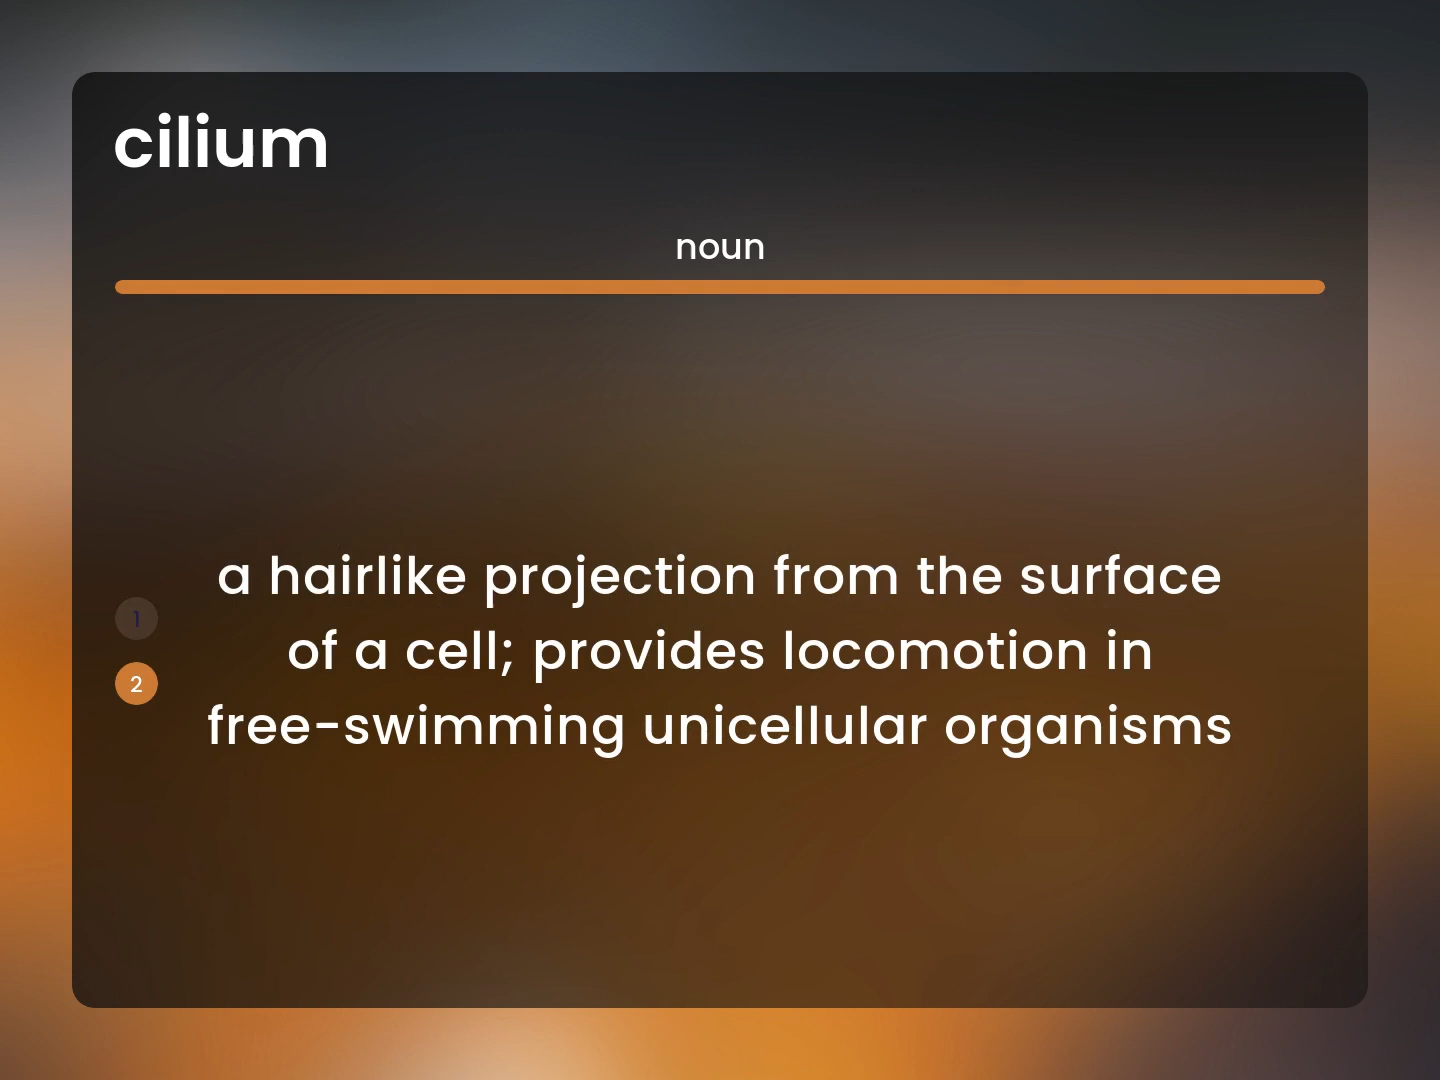 cilium
noun
a hairlike projection from the surface
of a cell; provides locomotion in
free-swimming unicellular organisms
1
2